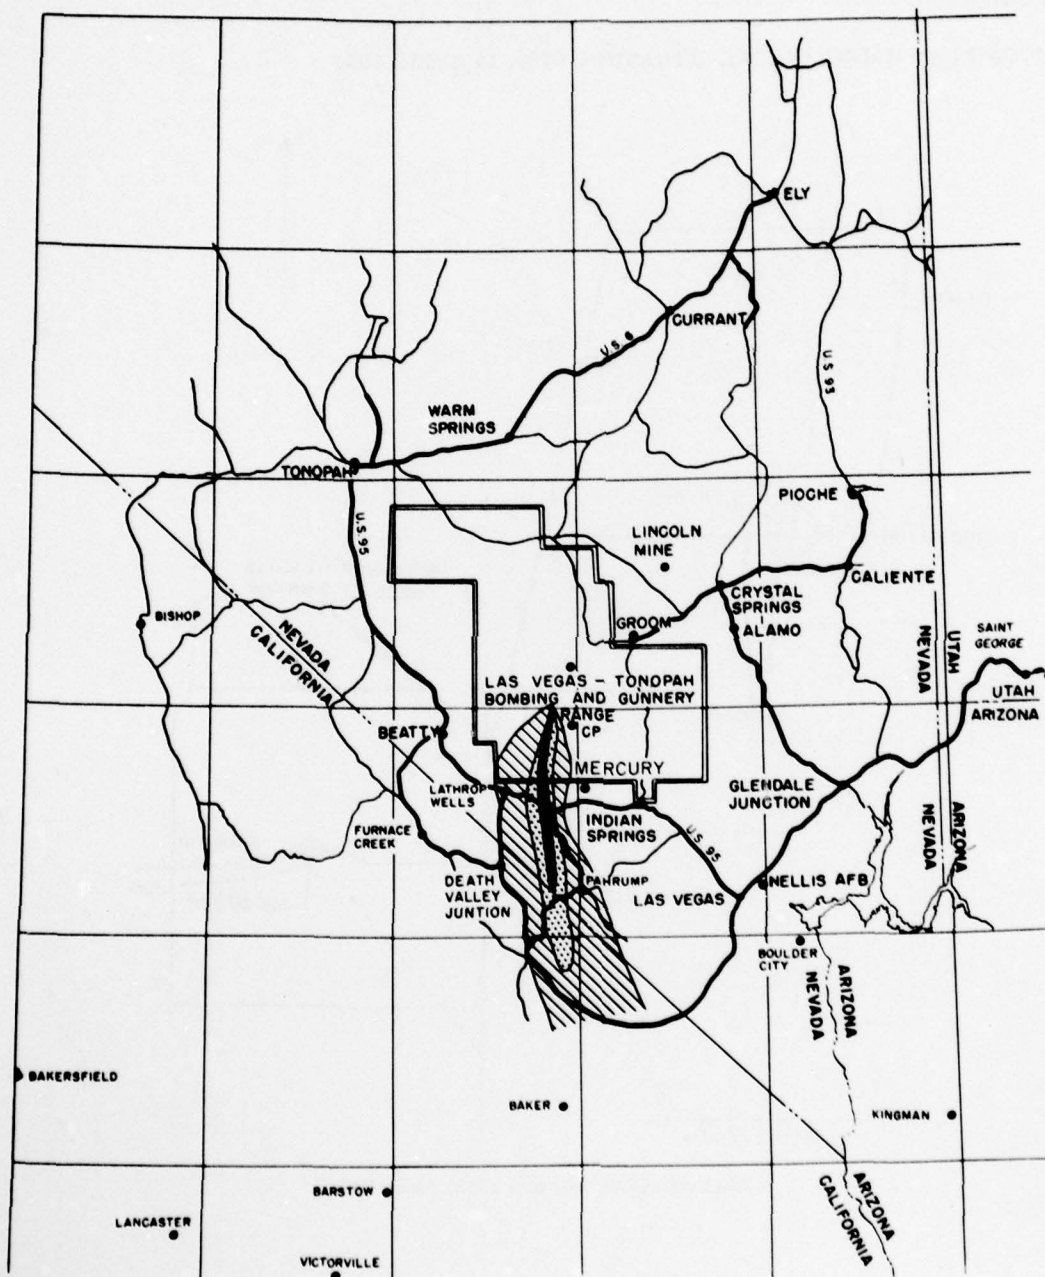 ELY
CURRANT
U.S. 6
U.S 93
WARM
SPRINGS
TONOPAH
PIOCHE
U.S.95
LINCOLN
MINE
CALIENTE
CRYSTAL
SPRINGS
GROOM
ALAMO
BISHOP
NEVADA
CALIFORNIA
UTAH
NEVADA
SAINT
GEORGE
UTAH
ARIZONA
LAS VEGAS – TONOPAH
BOMBING AND GUNNERY
RANGE
CP
BEATTY
MERCURY
LATHROP
WELLS
GLENDALE
JUNCTION
INDIAN
SPRINGS
U.S 95
ARIZONA
NEVADA
FURNACE
CREEK
DEATH
VALLEY
JUNTION
PAHRUMP
LAS VEGAS
NELLIS AFB
BOULDER
CITY
ARIZONA
NEVADA
BAKERSFIELD
BAKER
KINGMAN
BARSTOW
ARIZONA
CALIFORNIA
LANCASTER
VICTORVILLE